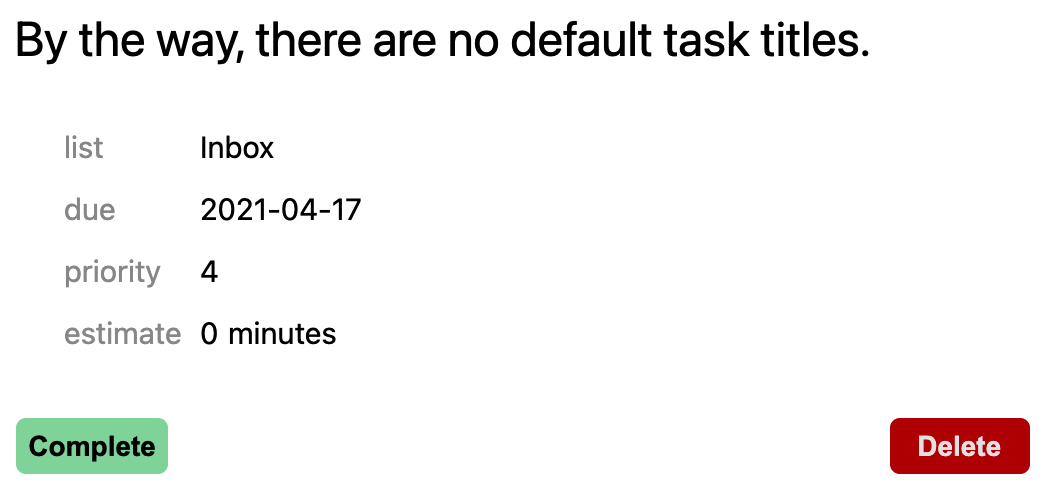 By the way, there are no default task titles.
list Inbox
due 2021-04-17
priority 4
estimate 0 minutes
Complete Delete